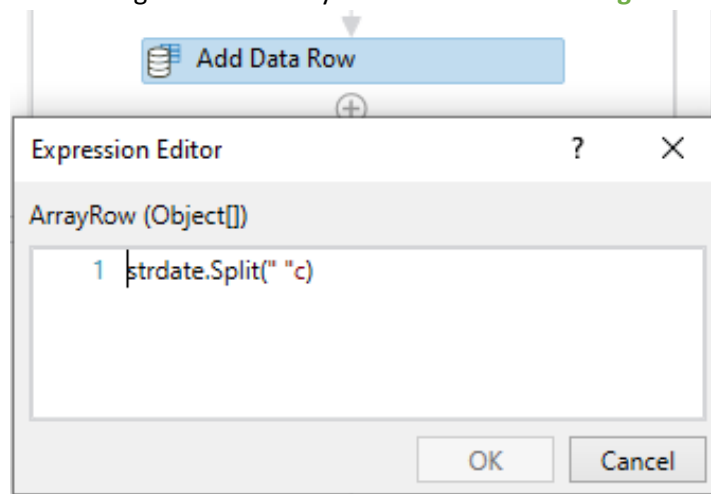 Add Data Row
Expression Editor ? ×
ArrayRow (Object[])
1 strdate.Split(" "c)
OK Cancel